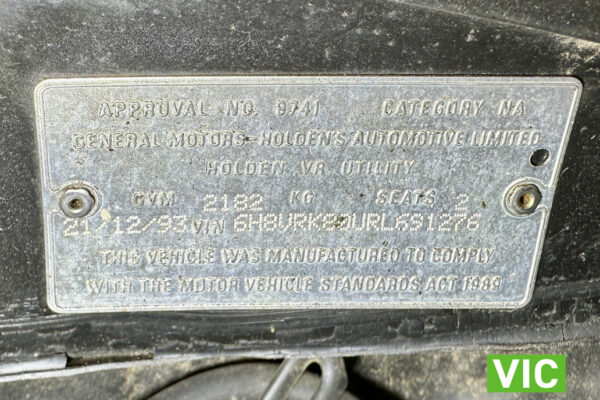 APPROVAL NO. 9741 CATEGORY NA
GENERAL MOTORS-HOLDEN'S AUTOMOTIVE LIMITED
HOLDEN VR UTILITY
GVM 2182 KG SEATS 2
21/12/93 VIN 6H8VRK80URL691276
THIS VEHICLE WAS MANUFACTURED TO COMPLY
WITH THE MOTOR VEHICLE STANDARDS ACT 1989
VIC